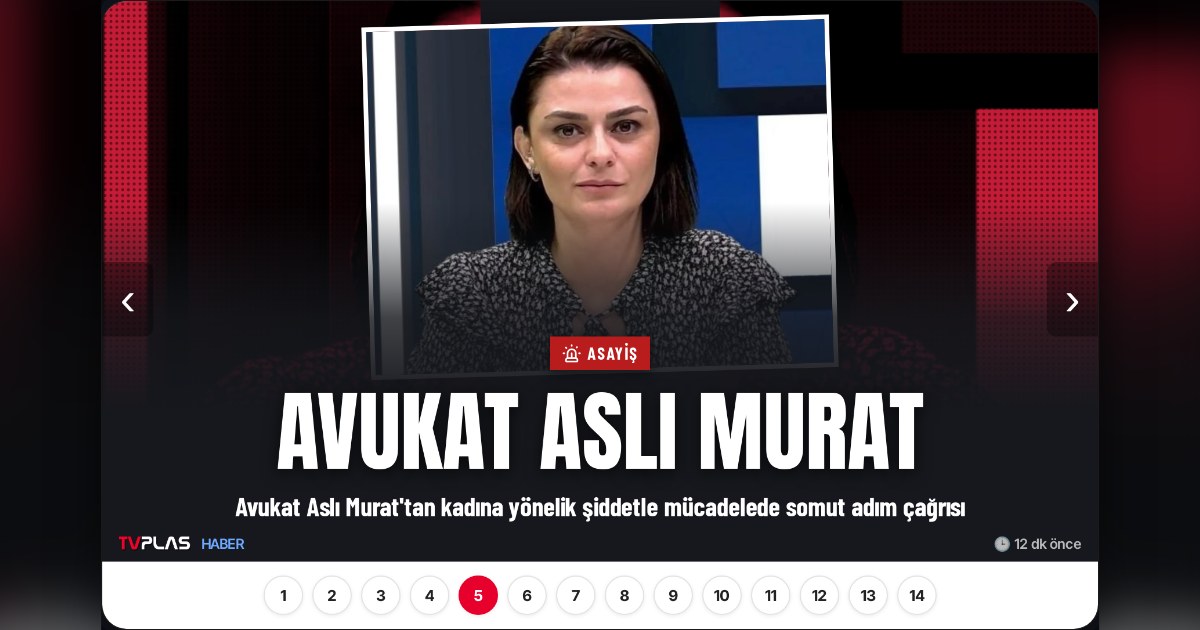 ASAYİŞ
AVUKAT ASLI MURAT
Avukat Aslı Murat'tan kadına yönelik şiddetle mücadelede somut adım çağrısı
TVPLAS HABER
12 dk önce
1 2 3 4 5 6 7 8 9 10 11 12 13 14